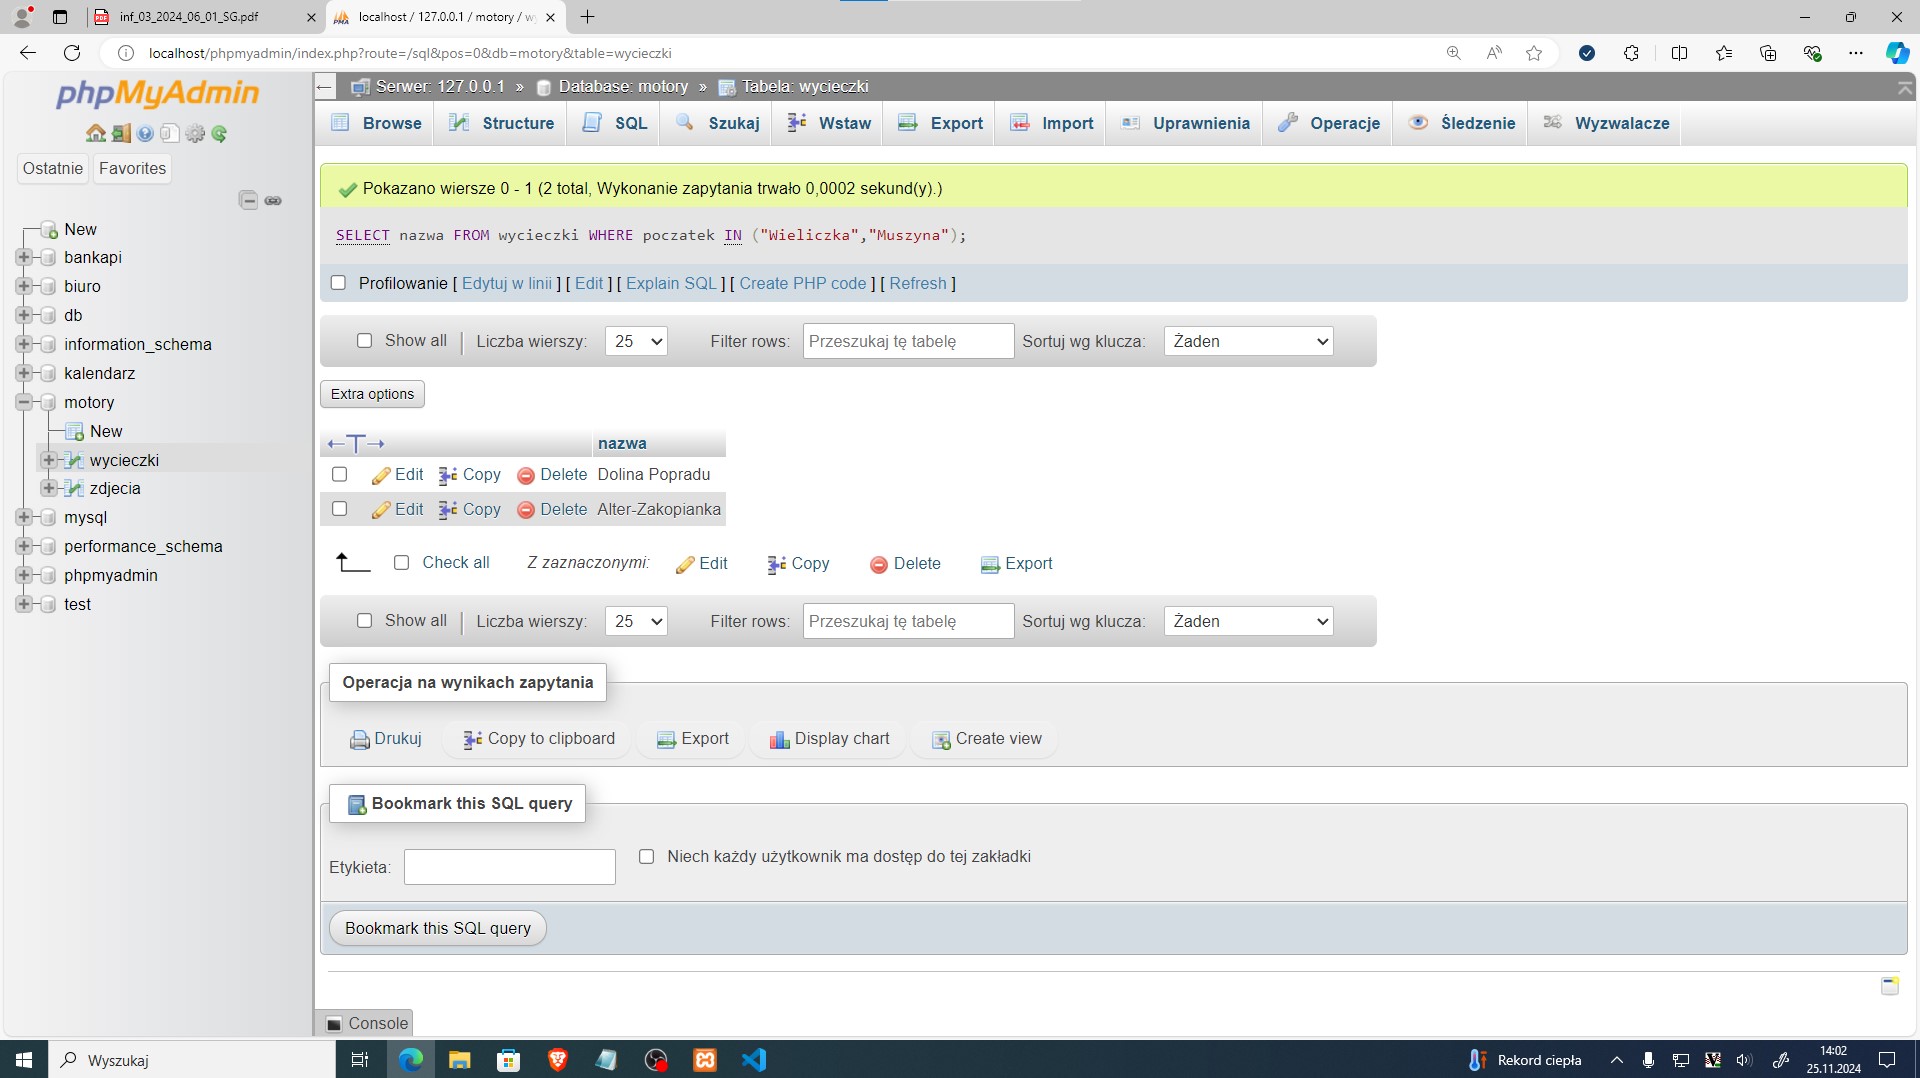 inf_03_2024_06_01_SG.pdf
localhost / 127.0.0.1 / motory / wy
localhost/phpmyadmin/index.php?route=/sql&pos=0&db=motory&table=wycieczki
phpMyAdmin
Ostatnie Favorites
New
bankapi
biuro
db
information_schema
kalendarz
motory
New
wycieczki
zdjecia
mysql
performance_schema
phpmyadmin
test
Serwer: 127.0.0.1 » Database: motory » Tabela: wycieczki
Browse Structure SQL Szukaj Wstaw Export Import Uprawnienia Operacje Śledzenie Wyzwalacze
Pokazano wiersze 0 - 1 (2 total, Wykonanie zapytania trwało 0,0002 sekund(y).)
SELECT nazwa FROM wycieczki WHERE poczatek IN ("Wieliczka","Muszyna");
Profilowanie [ Edytuj w linii ] [ Edit ] [ Explain SQL ] [ Create PHP code ] [ Refresh ]
Show all Liczba wierszy: 25 Filter rows: Przeszukaj tę tabelę Sortuj wg klucza: Żaden
Extra options
←T→ nazwa
Edit Copy Delete Dolina Popradu
Edit Copy Delete Alter-Zakopianka
Check all Z zaznaczonymi: Edit Copy Delete Export
Show all Liczba wierszy: 25 Filter rows: Przeszukaj tę tabelę Sortuj wg klucza: Żaden
Operacja na wynikach zapytania
Drukuj Copy to clipboard Export Display chart Create view
Bookmark this SQL query
Etykieta: Niech każdy użytkownik ma dostęp do tej zakładki
Bookmark this SQL query
Console
Wyszukaj
Rekord ciepła
14:02
25.11.2024